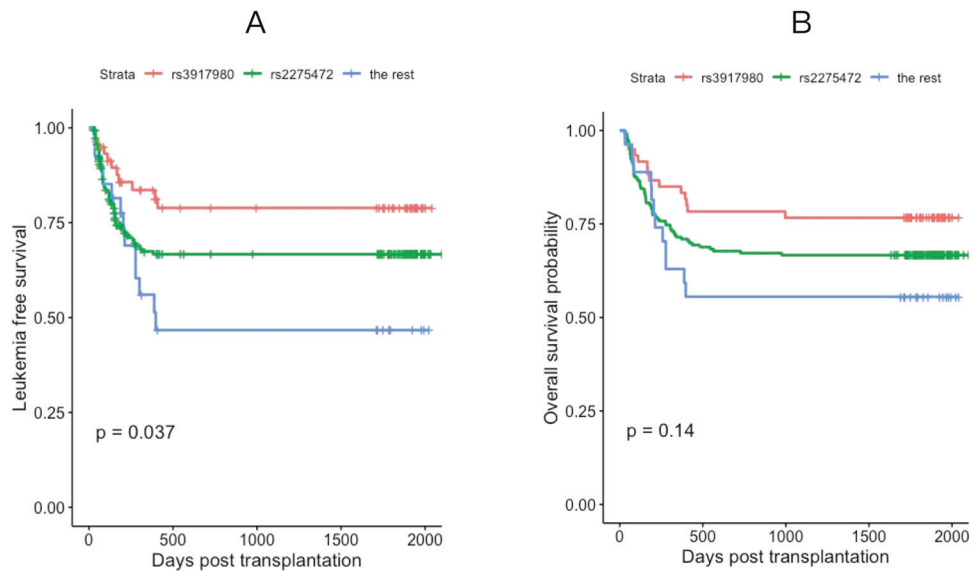 A
Strata rs3917980 rs2275472 the rest
1.00
0.75
0.50
0.25
0.00
Leukemia free survival
p = 0.037
0 500 1000 1500 2000
Days post transplantation
B
Strata rs3917980 rs2275472 the rest
1.00
0.75
0.50
0.25
0.00
Overall survival probability
p = 0.14
0 500 1000 1500 2000
Days post transplantation